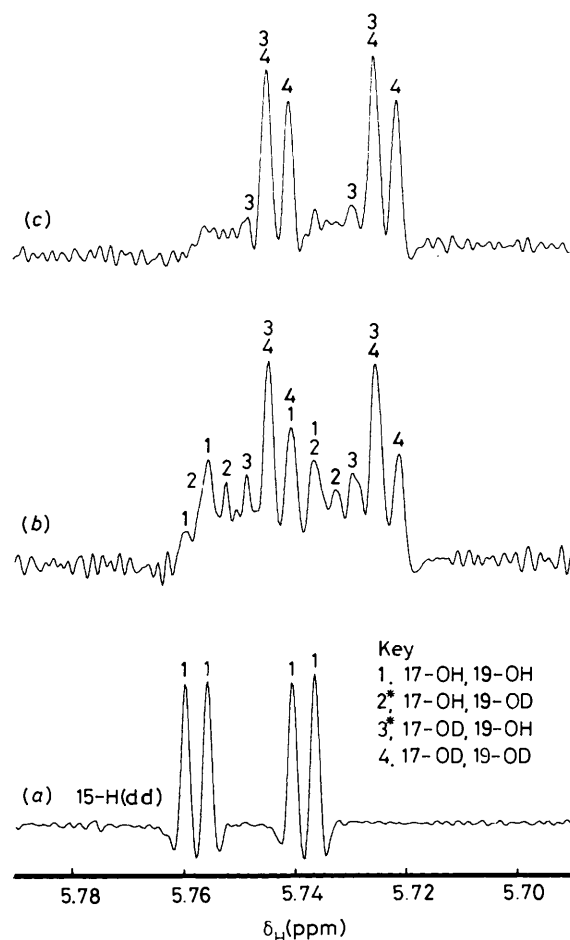 3 3
4 4
4 4
3 3
(c)
3 3
4 4
4
1 1 1
2 2 3 2 3 4
1
(b)
1 1 1 1
Key
1. 17-OH, 19-OH
2.* 17-OH, 19-OD
3.* 17-OD, 19-OH
4. 17-OD, 19-OD
(a) 15-H(dd)
5.78 5.76 5.74 5.72 5.70
δH(ppm)